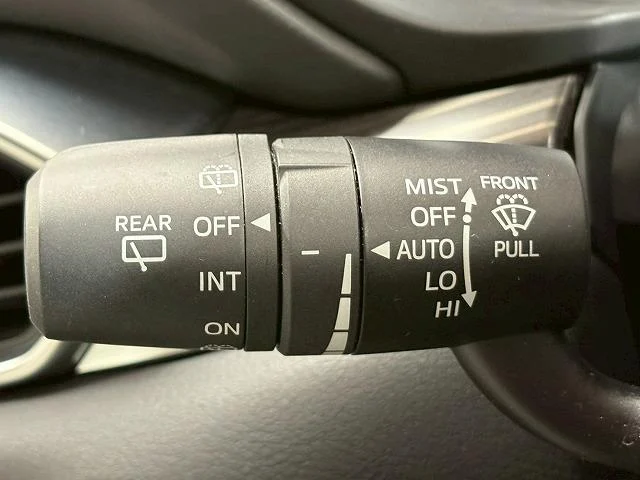 REAR
OFF
INT
ON
MIST
OFF
AUTO
LO
HI
FRONT
PULL